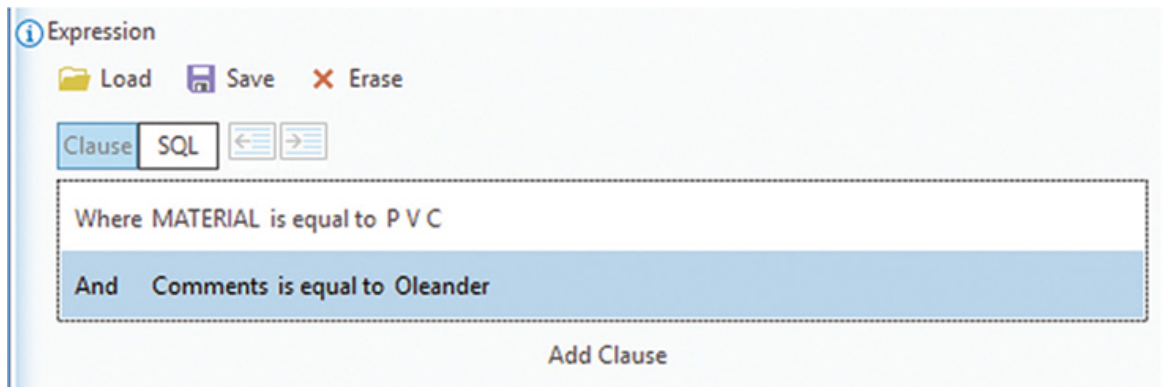 Expression
Load Save Erase
Clause SQL
Where MATERIAL is equal to P V C
And Comments is equal to Oleander
Add Clause